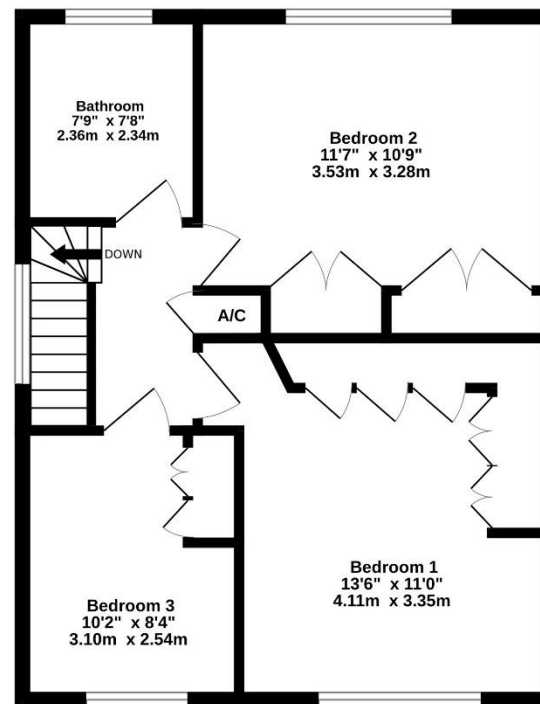 Bathroom
7'9" x 7'8"
2.36m x 2.34m
Bedroom 2
11'7" x 10'9"
3.53m x 3.28m
DOWN
A/C
Bedroom 1
13'6" x 11'0"
4.11m x 3.35m
Bedroom 3
10'2" x 8'4"
3.10m x 2.54m